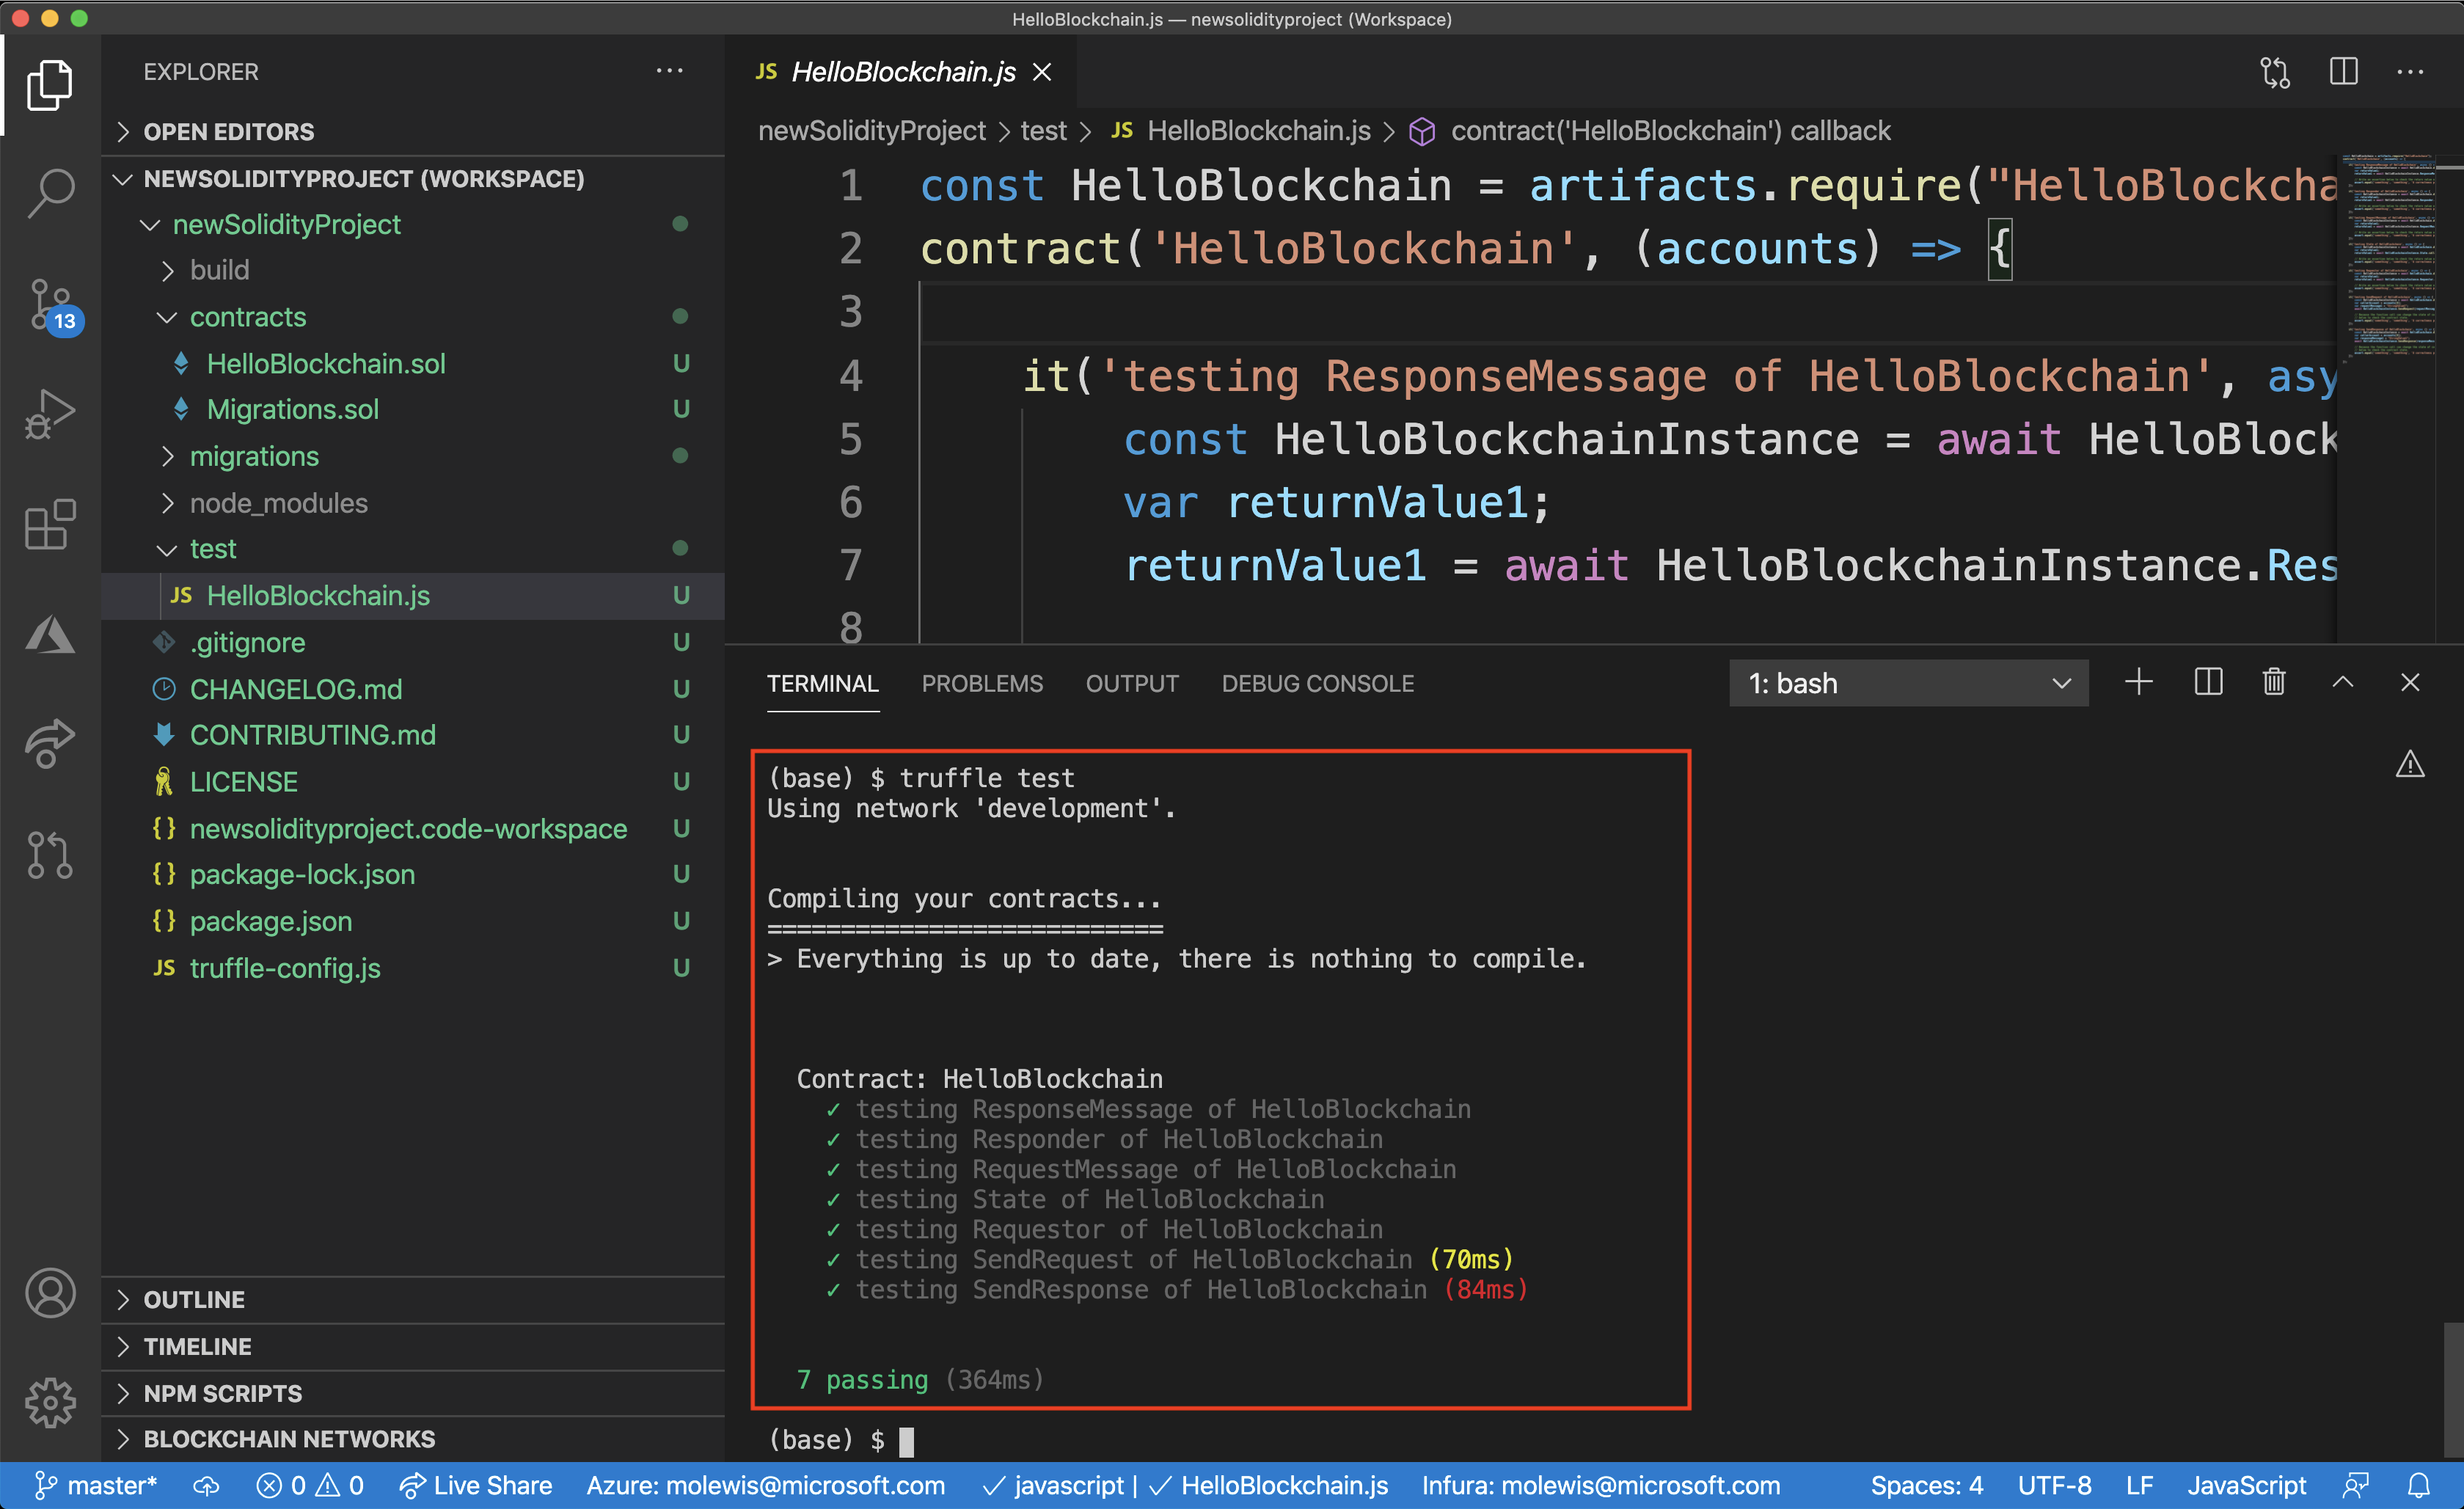 HelloBlockchain.js — newsolidityproject (Workspace)
EXPLORER
OPEN EDITORS
NEWSOLIDITYPROJECT (WORKSPACE)
newSolidityProject
build
contracts
HelloBlockchain.sol U
Migrations.sol U
migrations
node_modules
test
JS HelloBlockchain.js U
.gitignore U
CHANGELOG.md U
CONTRIBUTING.md U
LICENSE U
{} newsolidityproject.code-workspace U
{} package-lock.json U
{} package.json U
JS truffle-config.js U
OUTLINE
TIMELINE
NPM SCRIPTS
BLOCKCHAIN NETWORKS
13
JS HelloBlockchain.js
newSolidityProject > test > JS HelloBlockchain.js > contract('HelloBlockchain') callback
1 const HelloBlockchain = artifacts.require("HelloBlockcha
2 contract('HelloBlockchain', (accounts) => {
3
4 it('testing ResponseMessage of HelloBlockchain', asy
5 const HelloBlockchainInstance = await HelloBlock
6 var returnValue1;
7 returnValue1 = await HelloBlockchainInstance.Res
8
TERMINAL PROBLEMS OUTPUT DEBUG CONSOLE 1: bash
(base) $ truffle test
Using network 'development'.
Compiling your contracts...
===========================
> Everything is up to date, there is nothing to compile.
Contract: HelloBlockchain
✓ testing ResponseMessage of HelloBlockchain
✓ testing Responder of HelloBlockchain
✓ testing RequestMessage of HelloBlockchain
✓ testing State of HelloBlockchain
✓ testing Requestor of HelloBlockchain
✓ testing SendRequest of HelloBlockchain (70ms)
✓ testing SendResponse of HelloBlockchain (84ms)
7 passing (364ms)
(base) $
master* 0 0 Live Share Azure: molewis@microsoft.com ✓ javascript | ✓ HelloBlockchain.js Infura: molewis@microsoft.com Spaces: 4 UTF-8 LF JavaScript